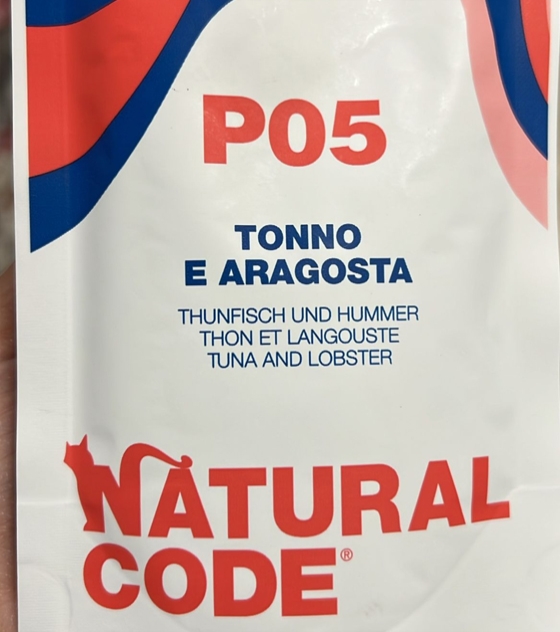 P05
TONNO
E ARAGOSTA
THUNFISCH UND HUMMER
THON ET LANGOUSTE
TUNA AND LOBSTER
NATURAL
CODE®